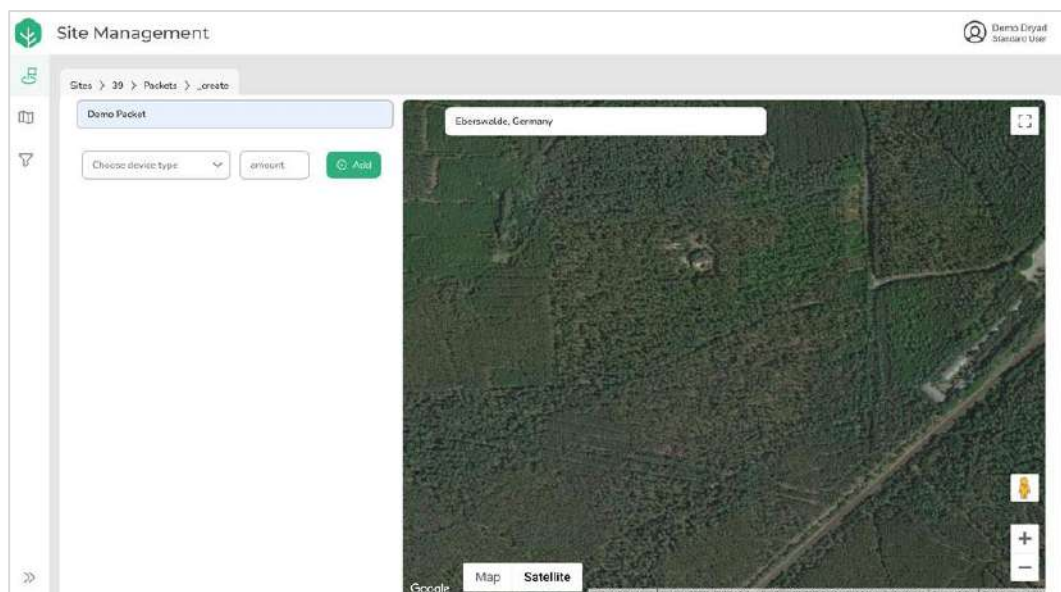 Site Management
Demo Dryad
Standard User
Sites > 39 > Packets > _create
Demo Packet
Eberswalde, Germany
Choose device type
amount
Add
Map
Satellite
Google